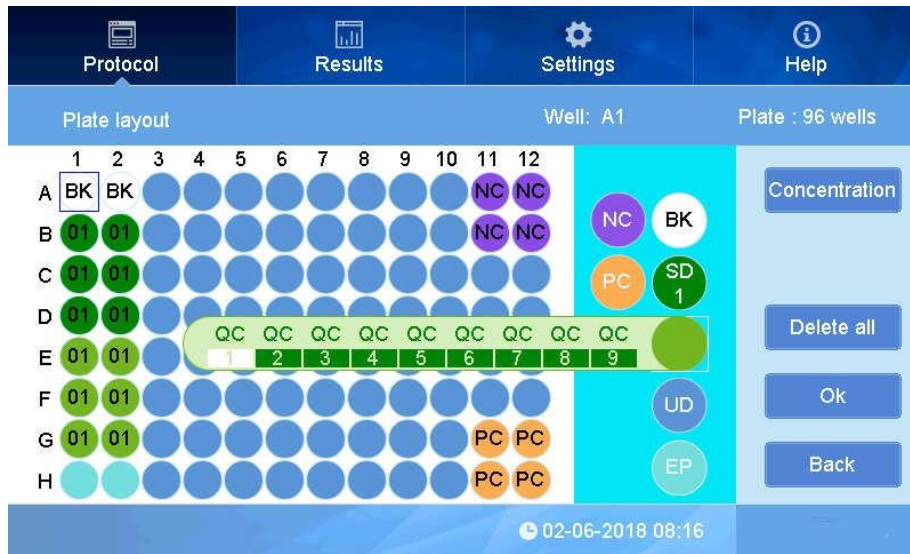 Protocol Results Settings Help
Plate layout Well: A1 Plate : 96 wells
1 2 3 4 5 6 7 8 9 10 11 12
A BK BK NC NC Concentration
NC BK
B 01 01 NC NC
C 01 01 PC SD 1
D 01 01 Delete all
QC QC QC QC QC QC QC QC QC
E 01 01 1 2 3 4 5 6 7 8 9
F 01 01 UD Ok
G 01 01 PC PC
H PC PC EP Back
02-06-2018 08:16